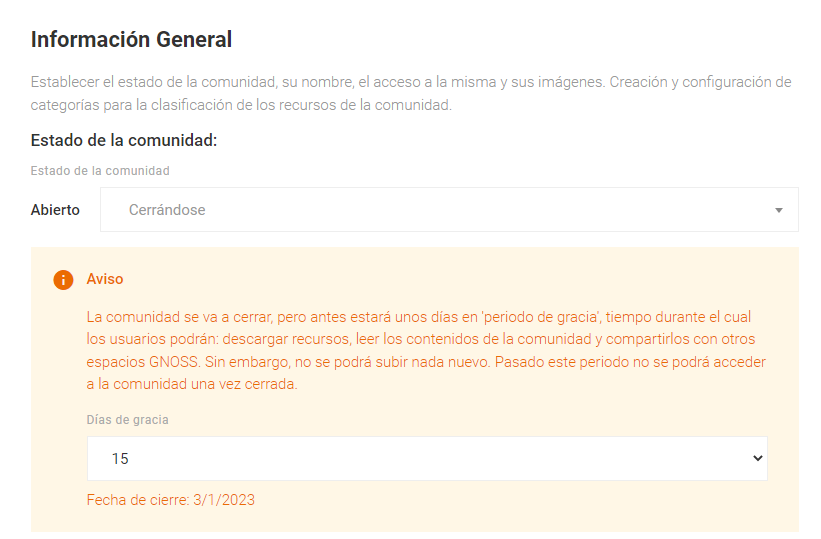 Información General
Establecer el estado de la comunidad, su nombre, el acceso a la misma y sus imágenes. Creación y configuración de
categorías para la clasificación de los recursos de la comunidad.
Estado de la comunidad:
Estado de la comunidad
Abierto Cerrándose
Aviso
La comunidad se va a cerrar, pero antes estará unos días en 'periodo de gracia', tiempo durante el cual
los usuarios podrán: descargar recursos, leer los contenidos de la comunidad y compartirlos con otros
espacios GNOSS. Sin embargo, no se podrá subir nada nuevo. Pasado este periodo no se podrá acceder
a la comunidad una vez cerrada.
Días de gracia
15
Fecha de cierre: 3/1/2023